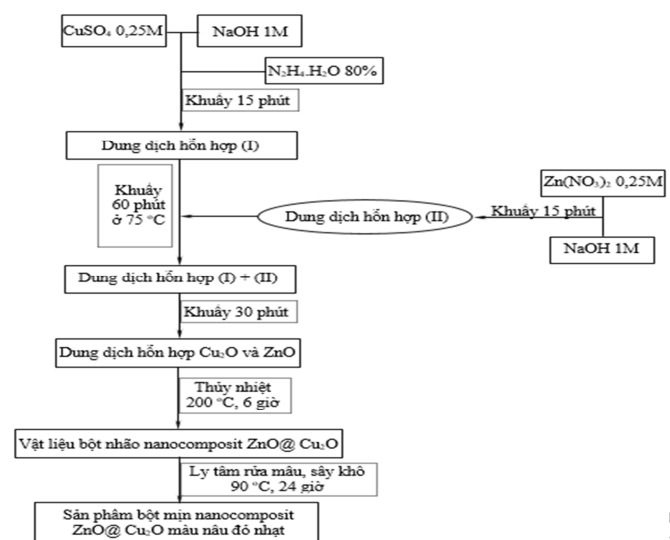 CuSO₄ 0,25M
NaOH 1M
N₂H₄.H₂O 80%
Khuấy 15 phút
Dung dịch hỗn hợp (I)
Khuấy
60 phút
ở 75 °C
Zn(NO₃)₂ 0,25M
Khuấy 15 phút
NaOH 1M
Dung dịch hỗn hợp (II)
Dung dịch hỗn hợp (I) + (II)
Khuấy 30 phút
Dung dịch hỗn hợp Cu₂O và ZnO
Thủy nhiệt
200 °C, 6 giờ
Vật liệu bột nhão nanocomposit ZnO@ Cu₂O
Ly tâm rửa mẫu, sấy khô
90 °C, 24 giờ
Sản phẩm bột mịn nanocomposit
ZnO@ Cu₂O màu nâu đỏ nhạt